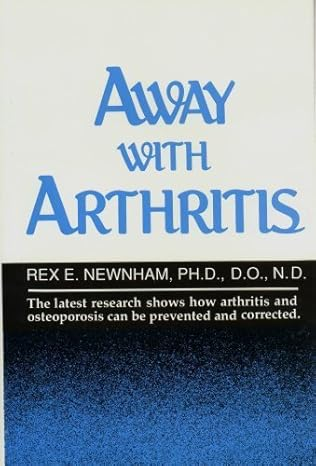 AWAY
WITH
ARTHRITIS
REX E. NEWNHAM, PH.D., D.O., N.D.
The latest research shows how arthritis and
osteoporosis can be prevented and corrected.